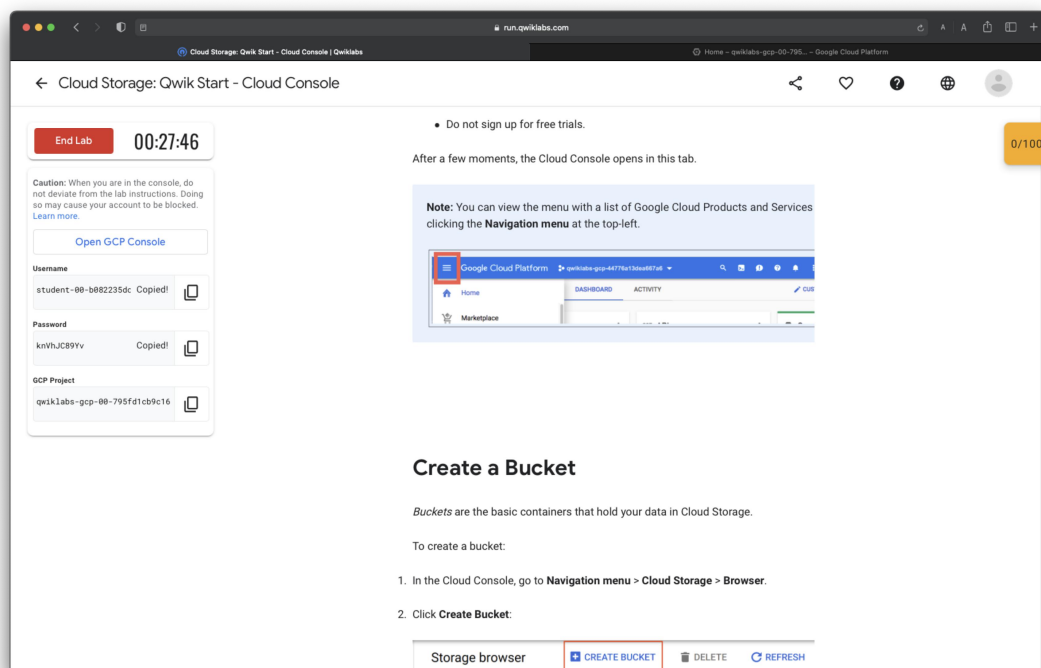 run.qwiklabs.com
A A
Cloud Storage: Qwik Start - Cloud Console | Qwiklabs
Home – qwiklabs-gcp-00-795... – Google Cloud Platform
Cloud Storage: Qwik Start - Cloud Console
End Lab
00:27:46
Caution: When you are in the console, do
not deviate from the lab instructions. Doing
so may cause your account to be blocked.
Learn more.
Open GCP Console
Username
student-00-b082235dc Copied!
Password
knVhJC89Yv Copied!
GCP Project
qwiklabs-gcp-00-795fd1cb9c16
• Do not sign up for free trials.
0/100
After a few moments, the Cloud Console opens in this tab.
Note: You can view the menu with a list of Google Cloud Products and Services
clicking the Navigation menu at the top-left.
Google Cloud Platform qwiklabs-gcp-44776a13dea667a6
Home
DASHBOARD ACTIVITY CUS
Marketplace
Create a Bucket
Buckets are the basic containers that hold your data in Cloud Storage.
To create a bucket:
1. In the Cloud Console, go to Navigation menu > Cloud Storage > Browser.
2. Click Create Bucket:
Storage browser CREATE BUCKET DELETE REFRESH